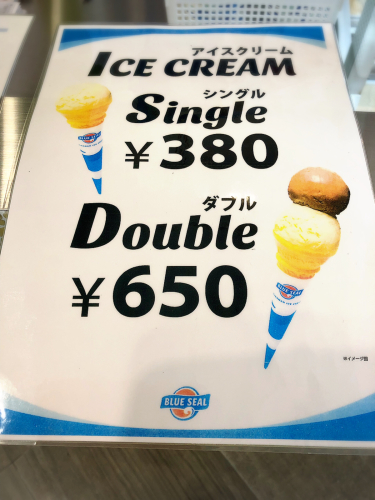 アイスクリーム
ICE CREAM
シングル
Single
¥380
ダブル
Double
¥650
※イメージ図
BLUE SEAL